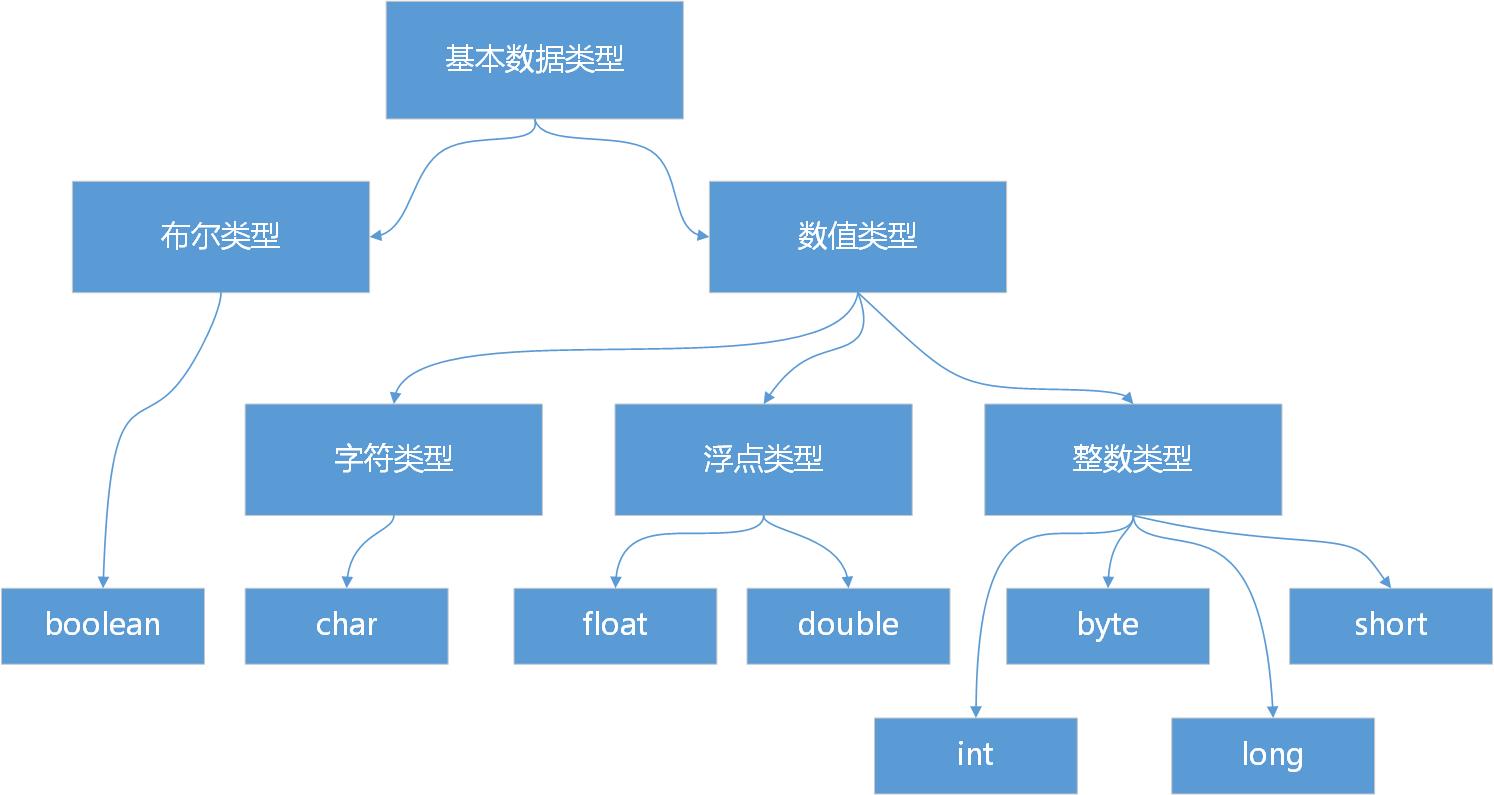 基本数据类型
布尔类型
数值类型
字符类型
浮点类型
整数类型
boolean
char
float
double
byte
short
int
long